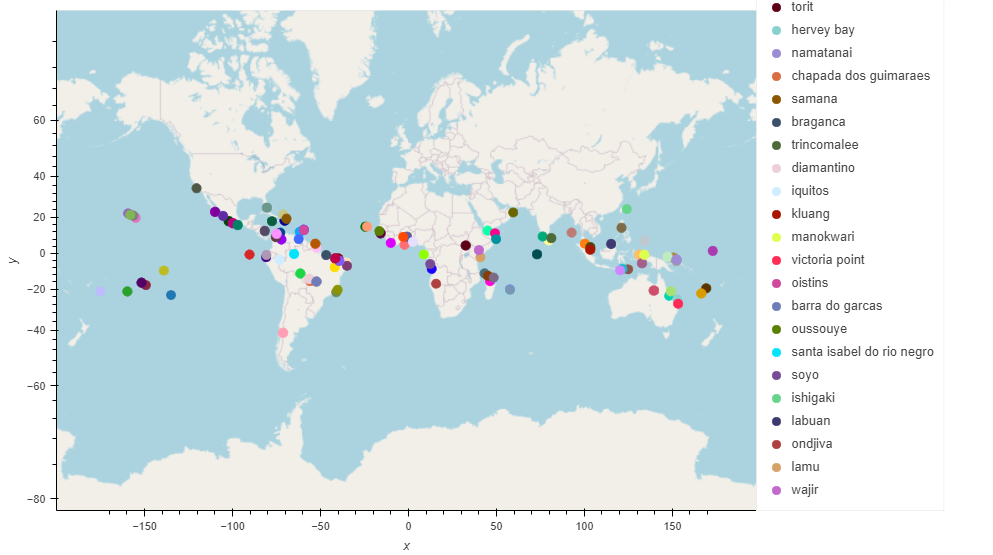 torit
hervey bay
namatanai
chapada dos guimaraes
samana
braganca
trincomalee
diamantino
iquitos
kluang
manokwari
victoria point
oistins
barra do garcas
oussouye
santa isabel do rio negro
soyo
ishigaki
labuan
ondjiva
lamu
wajir
60
40
20
0
−20
−40
−60
−80
y
−150 −100 −50 0 50 100 150
x